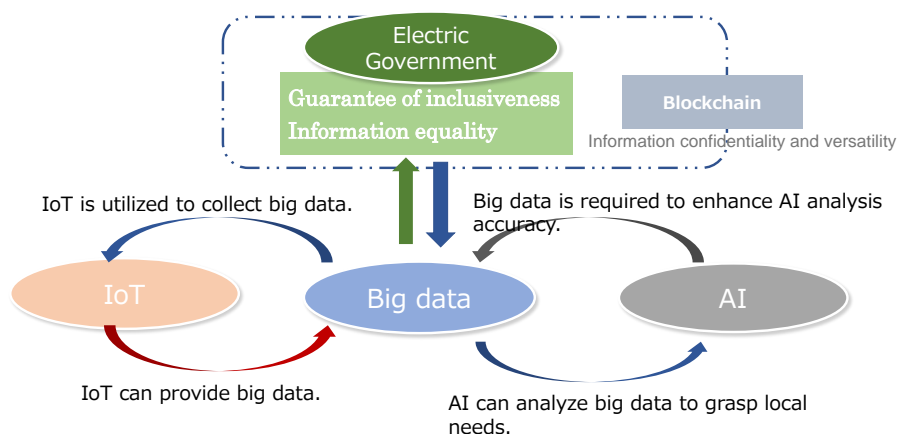 Electric
Government
Guarantee of inclusiveness
Information equality
Blockchain
Information confidentiality and versatility
IoT is utilized to collect big data.
Big data is required to enhance AI analysis
accuracy.
IoT
Big data
AI
IoT can provide big data.
AI can analyze big data to grasp local
needs.